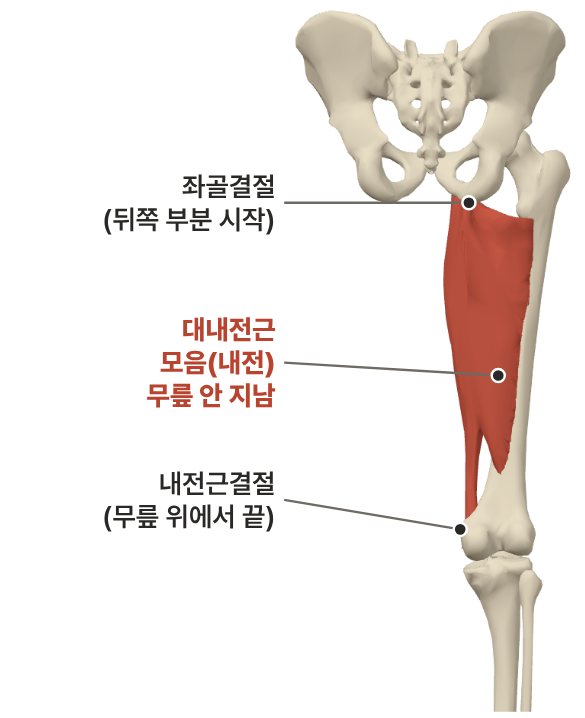 좌골결절
(뒤쪽 부분 시작)
대내전근
모음(내전)
무릎 안 지남
내전근결절
(무릎 위에서 끝)